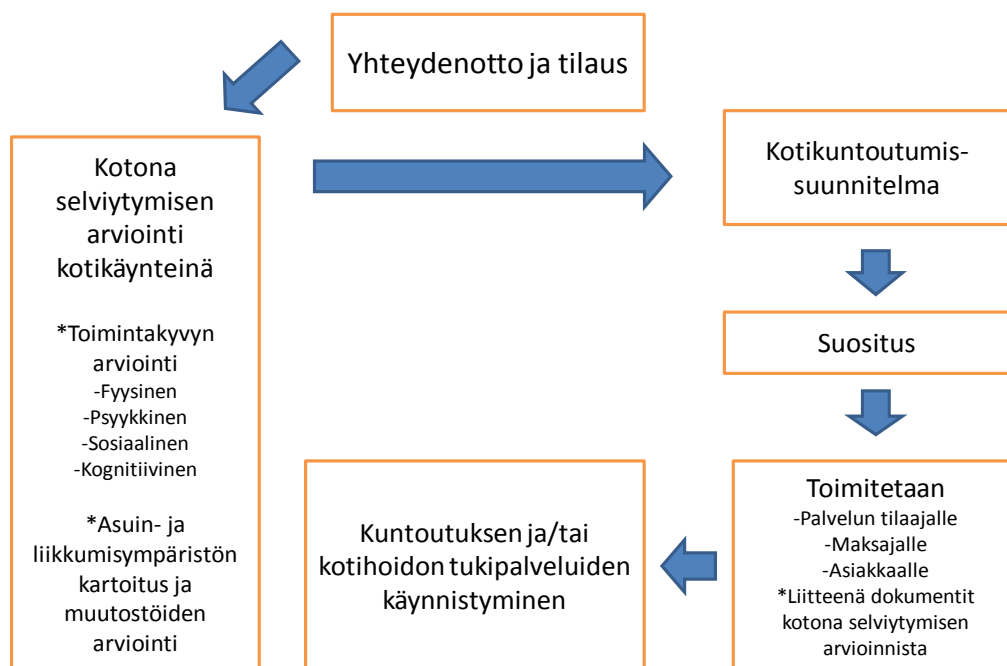 Yhteydenotto ja tilaus
Kotona
selviytymisen
arviointi
kotikäynteinä
*Toimintakyvyn
arviointi
-Fyysinen
-Psyykkinen
-Sosiaalinen
-Kognitiivinen
*Asuin- ja
liikkumisympäristön
kartoitus ja
muutostöiden
arviointi
Kotikuntoutumis-
suunnitelma
Suositus
Toimitetaan
-Palvelun tilaajalle
-Maksajalle
-Asiakkaalle
*Liitteenä dokumentit
kotona selviytymisen
arvioinnista
Kuntoutuksen ja/tai
kotihoidon tukipalveluiden
käynnistyminen